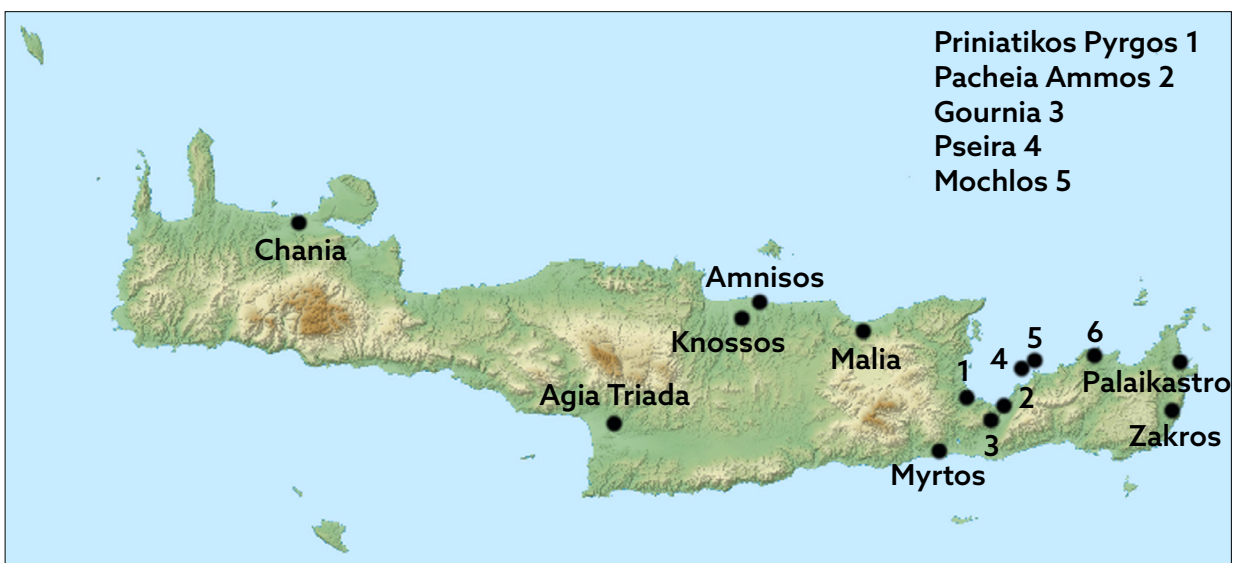 Priniatikos Pyrgos 1
Pacheia Ammos 2
Gournia 3
Pseira 4
Mochlos 5
Chania
Amnisos
Knossos
Malia
Agia Triada
1
4
5
6
Palaikastro
2
3
Zakros
Myrtos